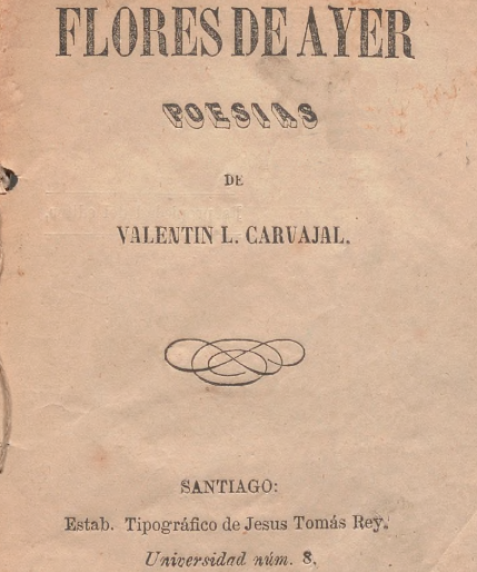 FLORES DE AYER
POESIAS
DE
VALENTIN L. CARVAJAL.
SANTIAGO:
Estab. Tipográfico de Jesus Tomás Rey.
Universidad núm. 8.